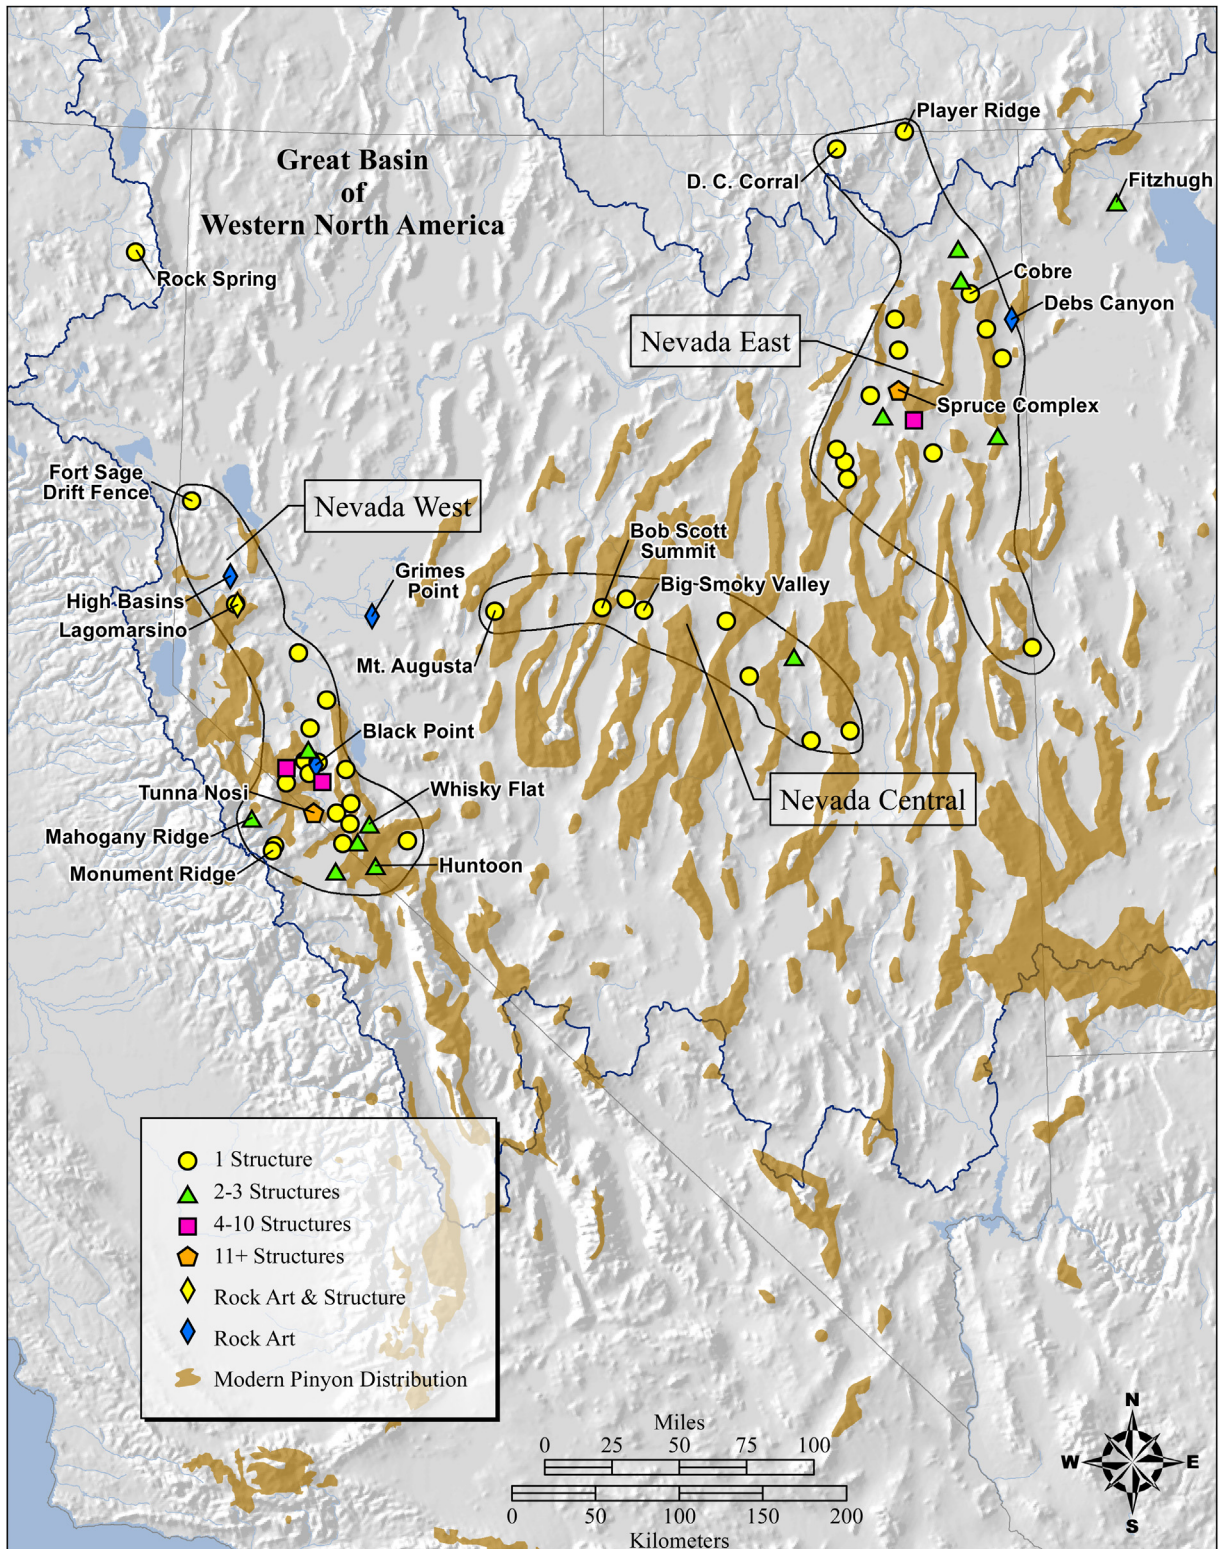 Great Basin
of
Western North America
Player Ridge
D. C. Corral
Fitzhugh
Rock Spring
Cobre
Debs Canyon
Nevada East
Spruce Complex
Fort Sage
Drift Fence
Nevada West
Bob Scott
Summit
Grimes
Point
Big Smoky Valley
High Basins
Lagomarsino
Mt. Augusta
Black Point
Tunna Nosi
Whisky Flat
Nevada Central
Mahogany Ridge
Monument Ridge
Huntoon
1 Structure
2-3 Structures
4-10 Structures
11+ Structures
Rock Art & Structure
Rock Art
Modern Pinyon Distribution
Miles
0 25 50 75 100
0 50 100 150 200
Kilometers
N
W E
S